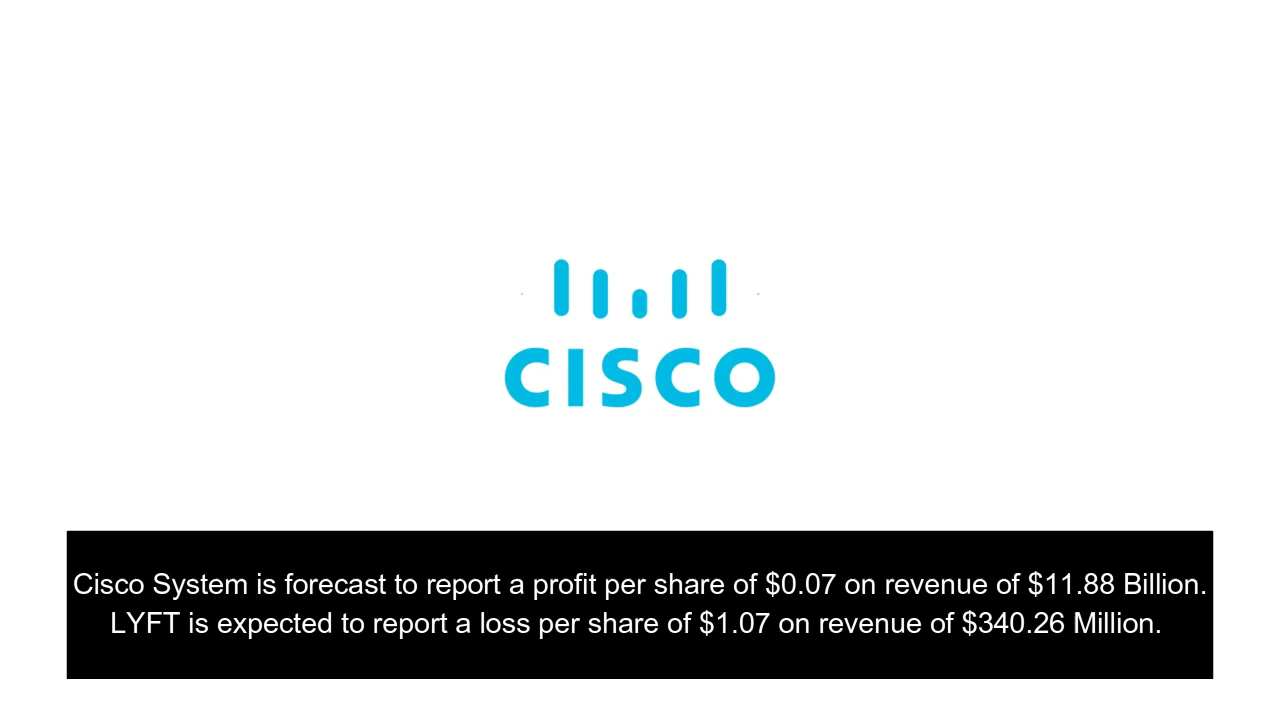 CISCO
Cisco System is forecast to report a profit per share of $0.07 on revenue of $11.88 Billion.
LYFT is expected to report a loss per share of $1.07 on revenue of $340.26 Million.